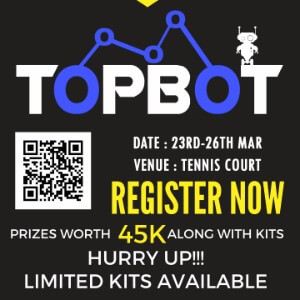 TOPBOT
DATE : 23RD-26TH MAR
VENUE : TENNIS COURT
REGISTER NOW
PRIZES WORTH 45K ALONG WITH KITS
HURRY UP!!!
LIMITED KITS AVAILABLE